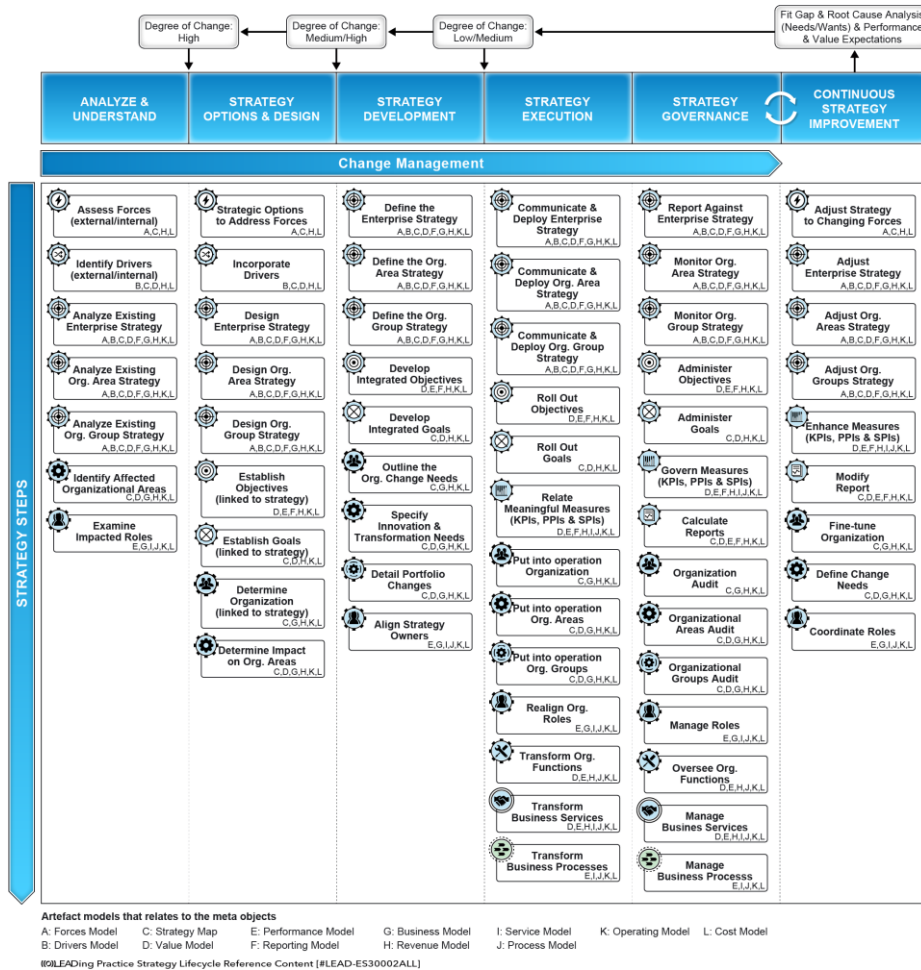 Degree of Change:
High
Degree of Change:
Medium/High
Degree of Change:
Low/Medium
Fit Gap & Root Cause Analysis
(Needs/Wants) & Performance
& Value Expectations
ANALYZE &
UNDERSTAND
STRATEGY
OPTIONS & DESIGN
STRATEGY
DEVELOPMENT
STRATEGY
EXECUTION
STRATEGY
GOVERNANCE
CONTINUOUS
STRATEGY
IMPROVEMENT
Change Management
STRATEGY STEPS
Assess Forces
(external/internal)
A,C,H,L
Identify Drivers
(external/internal)
B,C,D,H,L
Analyze Existing
Enterprise Strategy
A,B,C,D,F,G,H,K,L
Analyze Existing
Org. Area Strategy
A,B,C,D,F,G,H,K,L
Analyze Existing
Org. Group Strategy
A,B,C,D,F,G,H,K,L
Identify Affected
Organizational Areas
C,D,G,H,K,L
Examine
Impacted Roles
E,G,I,J,K,L
Strategic Options
to Address Forces
A,C,H,L
Incorporate
Drivers
B,C,D,H,L
Design
Enterprise Strategy
A,B,C,D,F,G,H,K,L
Design Org.
Area Strategy
A,B,C,D,F,G,H,K,L
Design Org.
Group Strategy
A,B,C,D,F,G,H,K,L
Establish
Objectives
(linked to strategy)
D,E,F,H,K,L
Establish Goals
(linked to strategy)
C,D,H,K,L
Determine
Organization
(linked to strategy)
C,G,H,K,L
Determine Impact
on Org. Areas
C,D,G,H,K,L
Define the
Enterprise Strategy
A,B,C,D,F,G,H,K,L
Define the Org.
Area Strategy
A,B,C,D,F,G,H,K,L
Define the Org.
Group Strategy
A,B,C,D,F,G,H,K,L
Develop
Integrated Objectives
D,E,F,H,K,L
Develop
Integrated Goals
C,D,H,K,L
Outline the
Org. Change Needs
C,G,H,K,L
Specify
Innovation &
Transformation Needs
C,D,G,H,K,L
Detail Portfolio
Changes
C,D,G,H,K,L
Align Strategy
Owners
E,G,I,J,K,L
Communicate &
Deploy Enterprise
Strategy
A,B,C,D,F,G,H,K,L
Communicate &
Deploy Org. Area
Strategy
A,B,C,D,F,G,H,K,L
Communicate &
Deploy Org. Group
Strategy
A,B,C,D,F,G,H,K,L
Roll Out
Objectives
D,E,F,H,K,L
Roll Out
Goals
C,D,H,K,L
Relate
Meaningful Measures
(KPIs, PPIs & SPIs)
D,E,F,H,I,J,K,L
Put into operation
Organization
C,G,H,K,L
Put into operation
Org. Areas
C,D,G,H,K,L
Put into operation
Org. Groups
C,D,G,H,K,L
Realign Org.
Roles
E,G,I,J,K,L
Transform Org.
Functions
D,E,H,J,K,L
Transform
Business Services
D,E,H,I,J,K,L
Transform
Business Processes
E,I,J,K,L
Report Against
Enterprise Strategy
A,B,C,D,F,G,H,K,L
Monitor Org.
Area Strategy
A,B,C,D,F,G,H,K,L
Monitor Org.
Group Strategy
A,B,C,D,F,G,H,K,L
Administer
Objectives
D,E,F,H,K,L
Administer
Goals
C,D,H,K,L
Govern Measures
(KPIs, PPIs & SPIs)
D,E,F,H,I,J,K,L
Calculate
Reports
C,D,E,F,H,K,L
Organization
Audit
C,G,H,K,L
Organizational
Areas Audit
C,D,G,H,K,L
Organizational
Groups Audit
C,D,G,H,K,L
Manage Roles
E,G,I,J,K,L
Oversee Org.
Functions
D,E,H,J,K,L
Manage
Busines Services
D,E,H,I,J,K,L
Manage
Business Processs
E,I,J,K,L
Adjust Strategy
to Changing Forces
A,C,H,L
Adjust
Enterprise Strategy
A,B,C,D,F,G,H,K,L
Adjust Org.
Areas Strategy
A,B,C,D,F,G,H,K,L
Adjust Org.
Groups Strategy
A,B,C,D,F,G,H,K,L
Enhance Measures
(KPIs, PPIs & SPIs)
D,E,F,H,I,J,K,L
Modify
Report
C,D,E,F,H,K,L
Fine-tune
Organization
C,G,H,K,L
Define Change
Needs
C,D,G,H,K,L
Coordinate Roles
E,G,I,J,K,L
Artefact models that relates to the meta objects
A: Forces Model C: Strategy Map E: Performance Model G: Business Model I: Service Model K: Operating Model L: Cost Model
B: Drivers Model D: Value Model F: Reporting Model H: Revenue Model J: Process Model
LEADing Practice Strategy Lifecycle Reference Content [#LEAD-ES30002ALL]